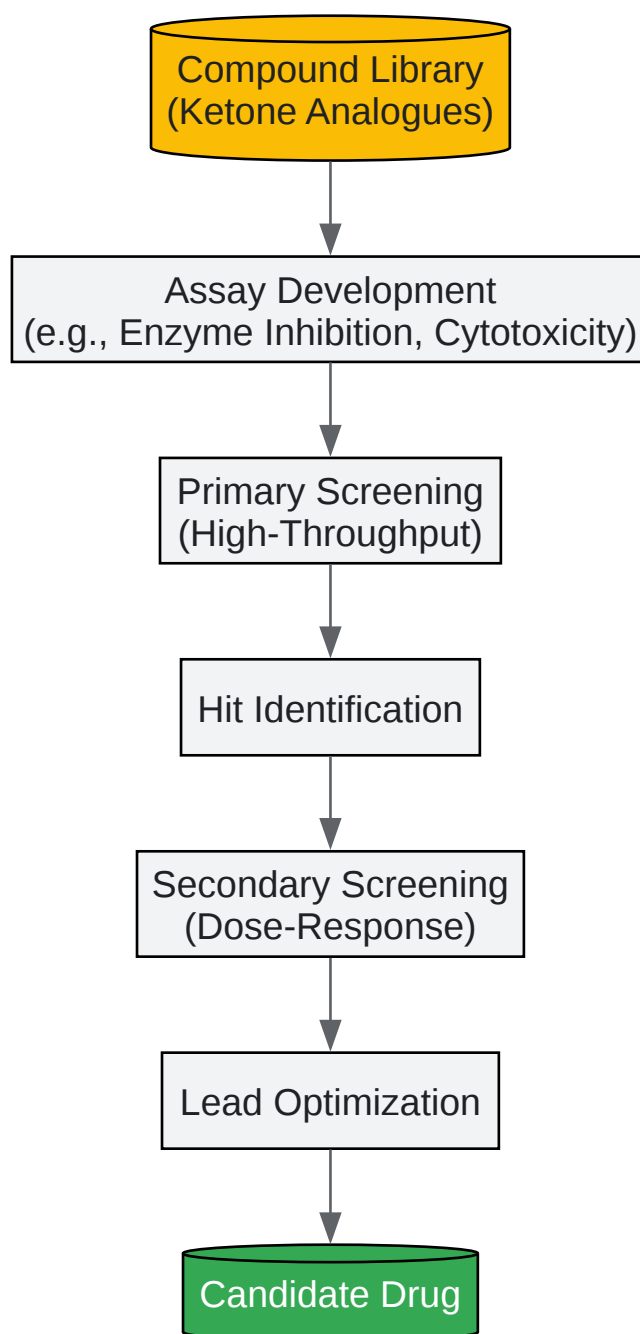 Compound Library
(Ketone Analogues)
Assay Development
(e.g., Enzyme Inhibition, Cytotoxicity)
Primary Screening
(High-Throughput)
Hit Identification
Secondary Screening
(Dose-Response)
Lead Optimization
Candidate Drug